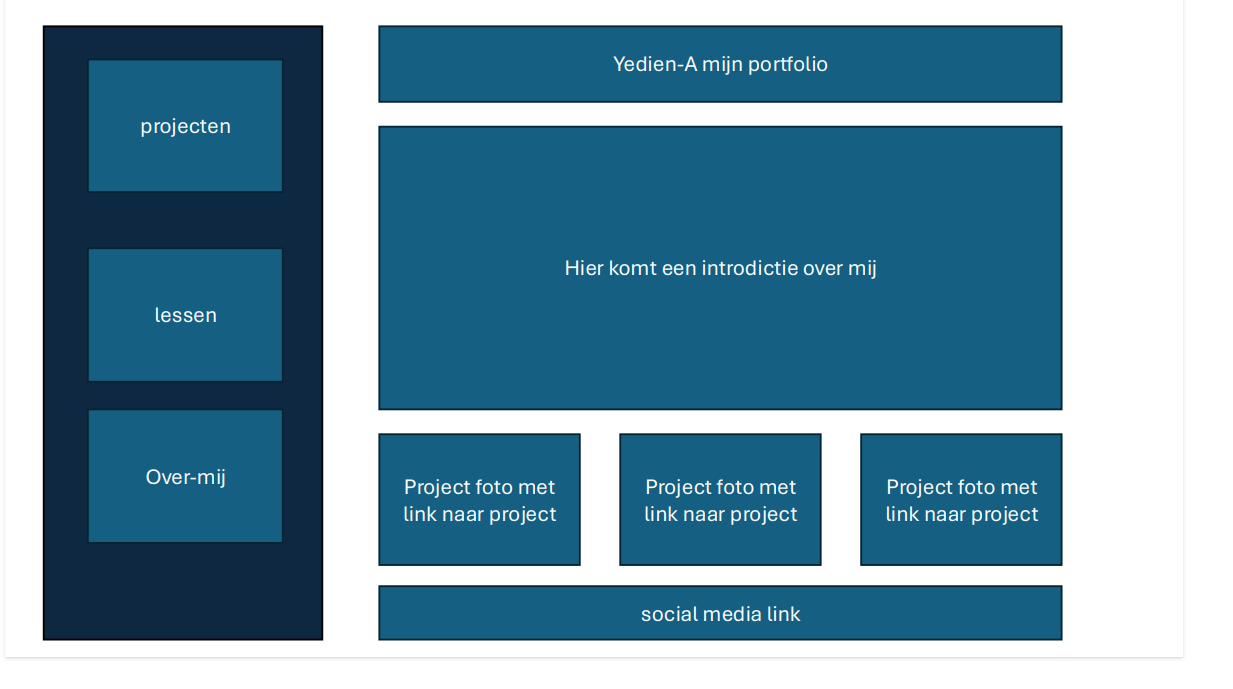 projecten
lessen
Over-mij
Yedien-A mijn portfolio
Hier komt een introdictie over mij
Project foto met
link naar project
Project foto met
link naar project
Project foto met
link naar project
social media link